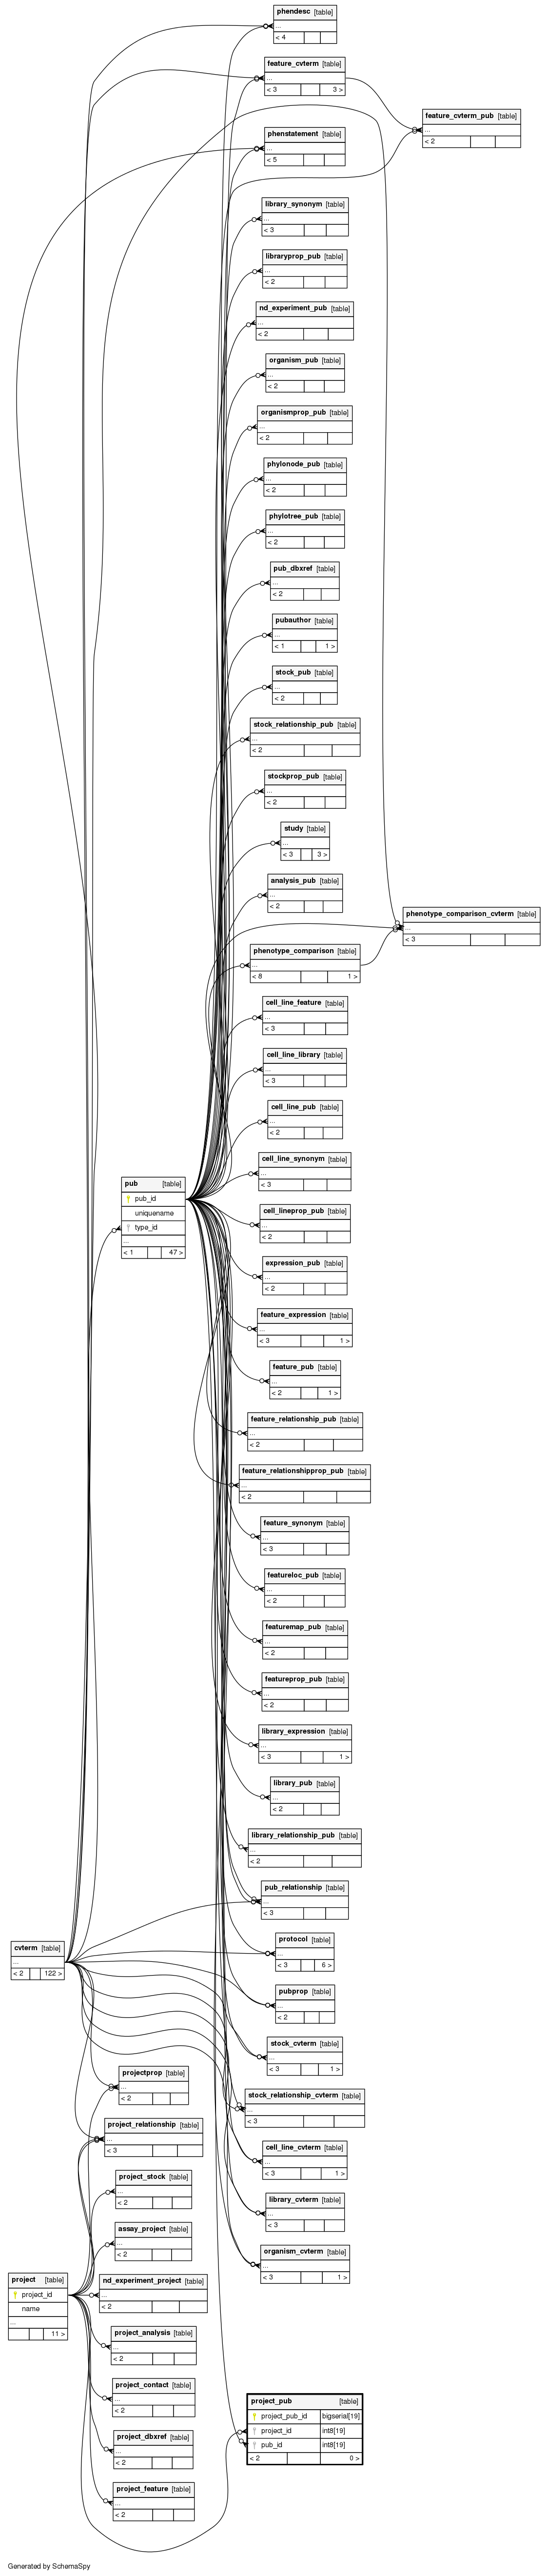 phendesc [table]
...
< 4
feature_cvterm [table]
...
< 3 3 >
feature_cvterm_pub [table]
...
< 2
phenstatement [table]
...
< 5
library_synonym [table]
...
< 3
libraryprop_pub [table]
...
< 2
nd_experiment_pub [table]
...
< 2
organism_pub [table]
...
< 2
organismprop_pub [table]
...
< 2
phylonode_pub [table]
...
< 2
phylotree_pub [table]
...
< 2
pub_dbxref [table]
...
< 2
pubauthor [table]
...
< 1 1 >
stock_pub [table]
...
< 2
stock_relationship_pub [table]
...
< 2
stockprop_pub [table]
...
< 2
study [table]
...
< 3 3 >
analysis_pub [table]
...
< 2
phenotype_comparison_cvterm [table]
...
< 3
phenotype_comparison [table]
...
< 8 1 >
cell_line_feature [table]
...
< 3
cell_line_library [table]
...
< 3
cell_line_pub [table]
...
< 2
cell_line_synonym [table]
...
< 3
pub [table]
pub_id
uniquename
type_id
...
< 1 47 >
cell_lineprop_pub [table]
...
< 2
expression_pub [table]
...
< 2
feature_expression [table]
...
< 3 1 >
feature_pub [table]
...
< 2 1 >
feature_relationship_pub [table]
...
< 2
feature_relationshipprop_pub [table]
...
< 2
feature_synonym [table]
...
< 3
featureloc_pub [table]
...
< 2
featuremap_pub [table]
...
< 2
featureprop_pub [table]
...
< 2
library_expression [table]
...
< 3 1 >
library_pub [table]
...
< 2
library_relationship_pub [table]
...
< 2
pub_relationship [table]
...
< 3
protocol [table]
...
< 3 6 >
cvterm [table]
...
< 2 122 >
pubprop [table]
...
< 2
stock_cvterm [table]
...
< 3 1 >
projectprop [table]
...
< 2
stock_relationship_cvterm [table]
...
< 3
project_relationship [table]
...
< 3
cell_line_cvterm [table]
...
< 3 1 >
project_stock [table]
...
< 2
library_cvterm [table]
...
< 3
assay_project [table]
...
< 2
organism_cvterm [table]
...
< 3 1 >
project [table]
project_id
name
...
11 >
nd_experiment_project [table]
...
< 2
project_analysis [table]
...
< 2
project_contact [table]
...
< 2
project_pub [table]
project_pub_id bigserial[19]
project_id int8[19]
pub_id int8[19]
< 2 0 >
project_dbxref [table]
...
< 2
project_feature [table]
...
< 2
Generated by SchemaSpy